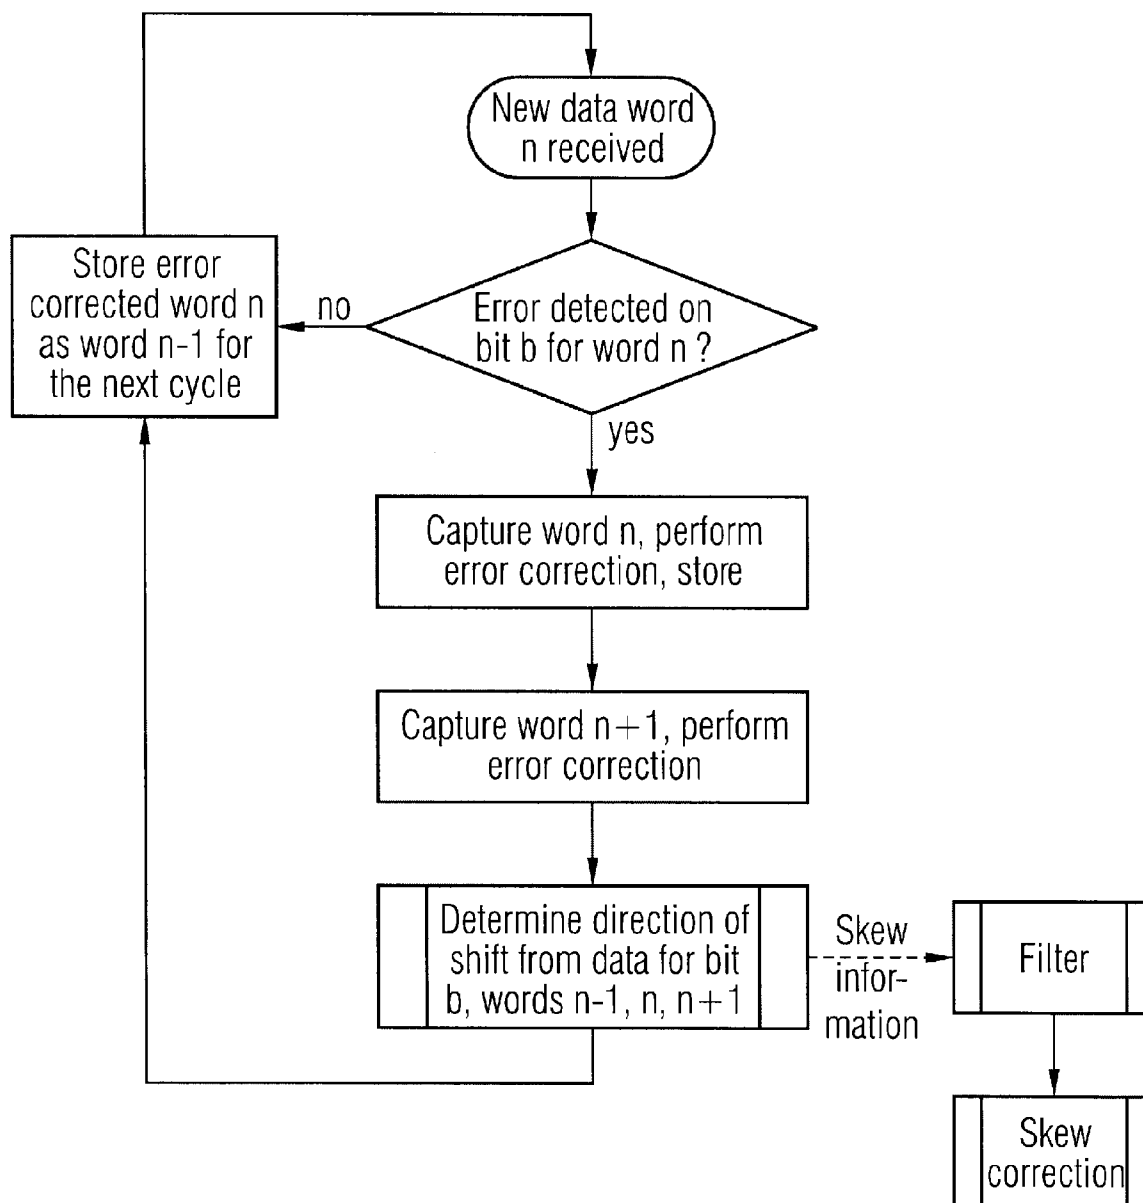 New data word
n received
Store error
corrected word n
as word n-1 for
the next cycle
no
Error detected on
bit b for word n ?
yes
Capture word n, perform
error correction, store
Capture word n+1, perform
error correction
Determine direction of
shift from data for bit
b, words n-1, n, n+1
Skew
infor-
mation
Filter
Skew
correction